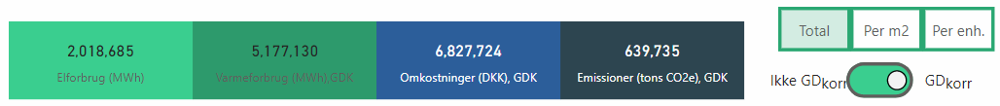 2,018,685
Elforbrug (MWh)
5,177,130
Varmeforbrug (MWh),GDK
6,827,724
Omkostninger (DKK), GDK
639,735
Emissioner (tons CO2e), GDK
Total
Per m2
Per enh.
Ikke GDkorr
GDkorr